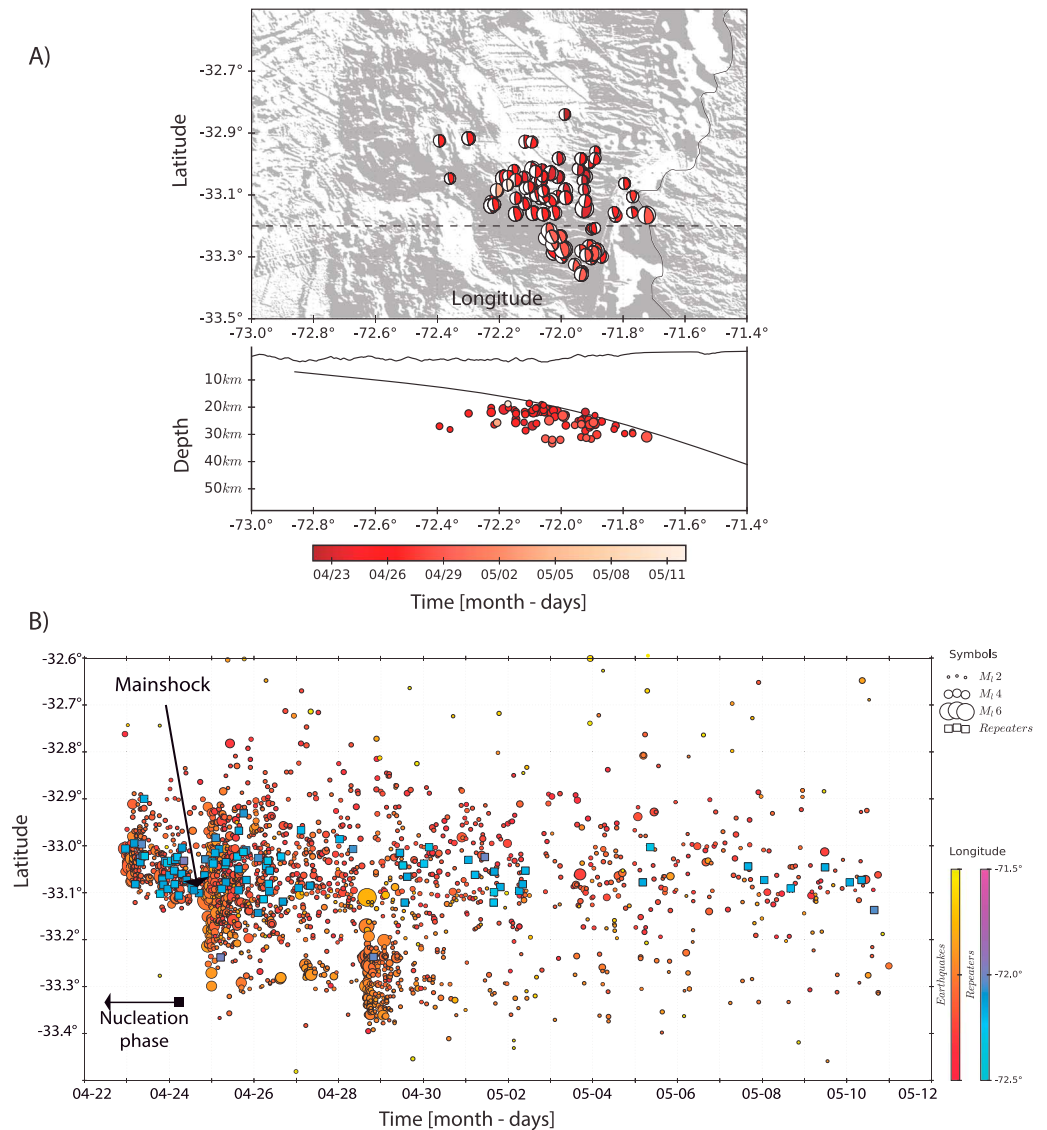 A)
Latitude
-32.7°
-32.9°
-33.1°
-33.3°
-33.5°
Longitude
-73.0° -72.8° -72.6° -72.4° -72.2° -72.0° -71.8° -71.6° -71.4°
Depth
10km
20km
30km
40km
50km
-73.0° -72.8° -72.6° -72.4° -72.2° -72.0° -71.8° -71.6° -71.4°
04/23 04/26 04/29 05/02 05/05 05/08 05/11
Time [month - days]
B)
Latitude
-32.6°
-32.7°
-32.8°
-32.9°
-33.0°
-33.1°
-33.2°
-33.3°
-33.4°
Mainshock
Nucleation
phase
04-22 04-24 04-26 04-28 04-30 05-02 05-04 05-06 05-08 05-10 05-12
Time [month - days]
Symbols
Ml 2
Ml 4
Ml 6
Repeaters
Longitude
Earthquakes
Repeaters
-71.5°
-72.0°
-72.5°